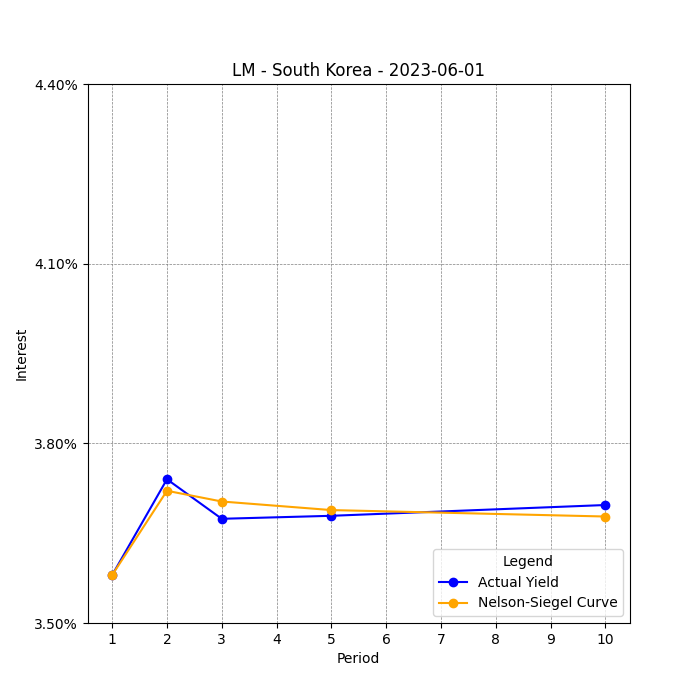 LM - South Korea - 2023-06-01
4.40%
4.10%
3.80%
3.50%
Interest
1 2 3 4 5 6 7 8 9 10
Period
Legend
Actual Yield
Nelson-Siegel Curve